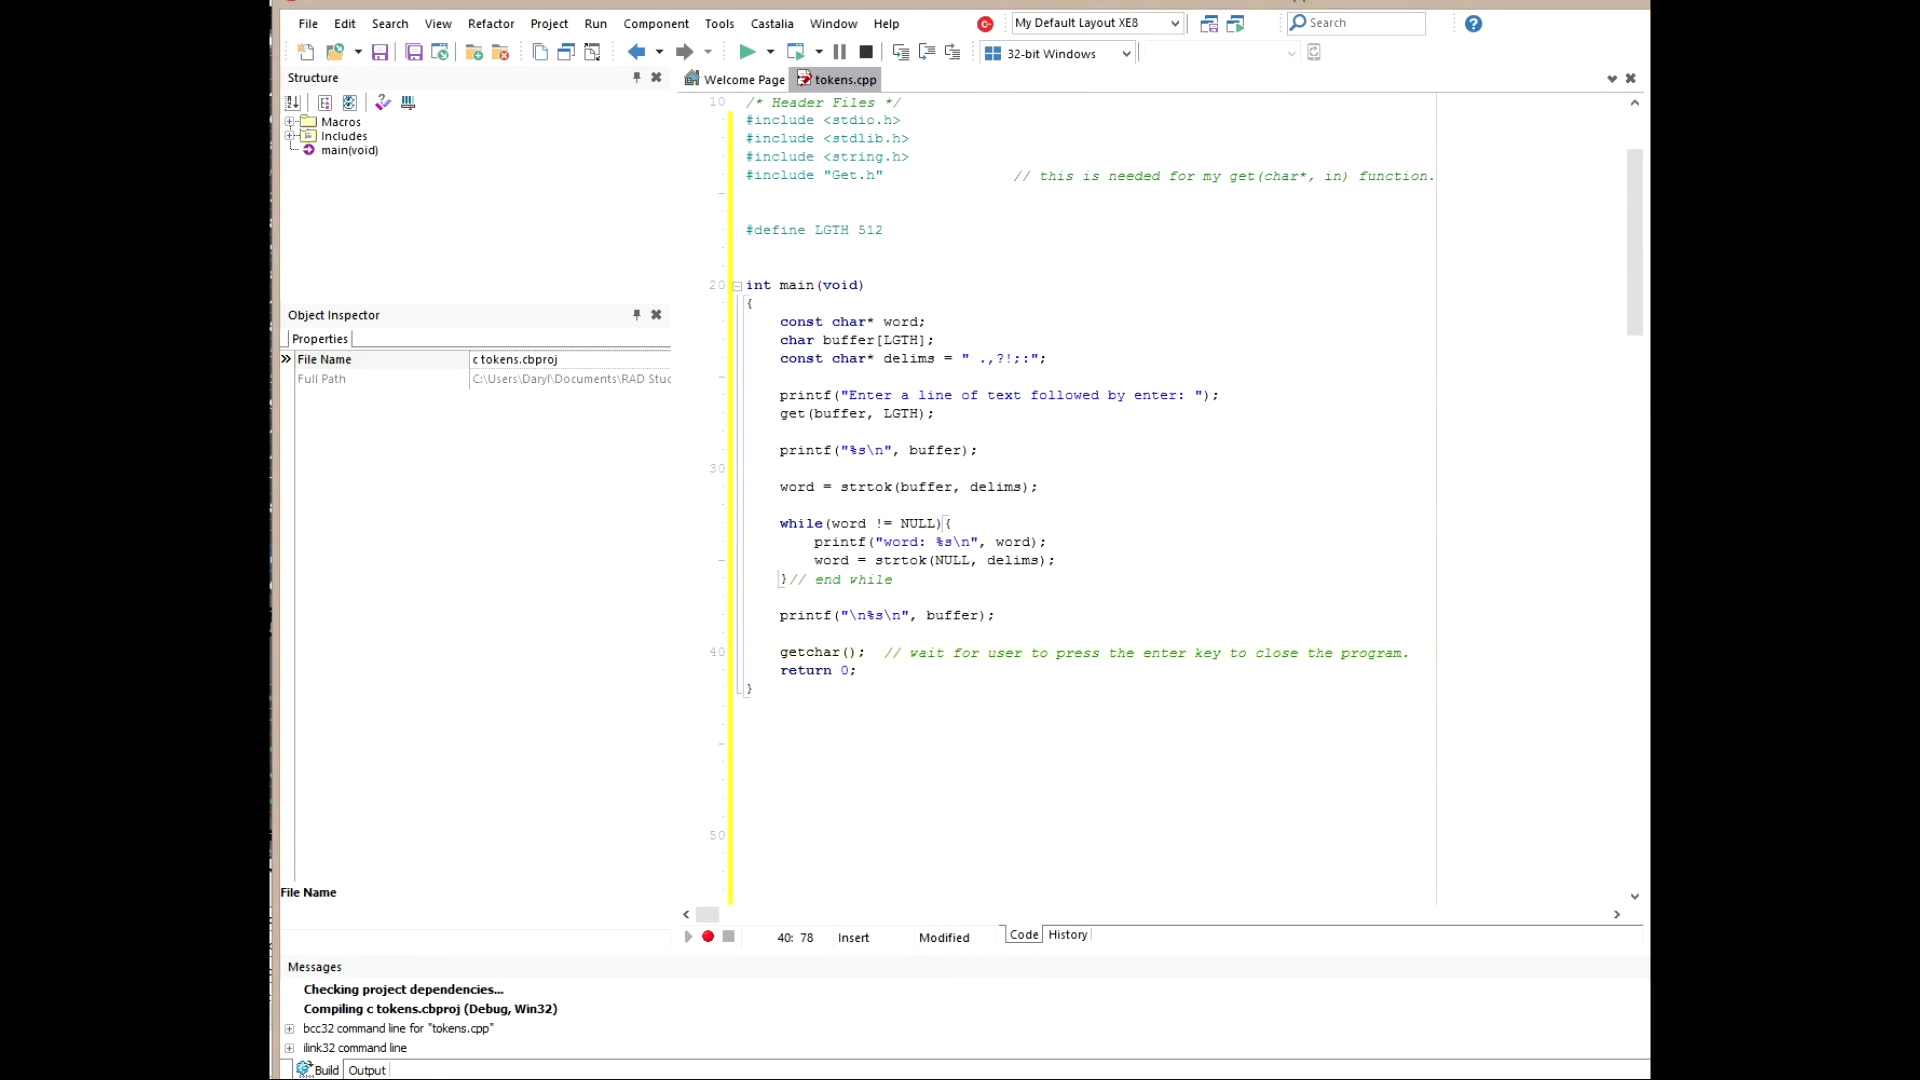 File Edit Search View Refactor Project Run Component Tools Castalia Window Help
My Default Layout XE8
Search
32-bit Windows
Structure
Macros
Includes
main(void)
Object Inspector
Properties
File Name c tokens.cbproj
Full Path C:\Users\Daryl\Documents\RAD Stuc
File Name
Welcome Page tokens.cpp
10 /* Header Files */
#include <stdio.h>
#include <stdlib.h>
#include <string.h>
#include "Get.h" // this is needed for my get(char*, in) function.
#define LGTH 512
20 int main(void)
{
const char* word;
char buffer[LGTH];
const char* delims = " .,?!;:";
printf("Enter a line of text followed by enter: ");
get(buffer, LGTH);
printf("%s\n", buffer);
30
word = strtok(buffer, delims);
while(word != NULL){
printf("word: %s\n", word);
word = strtok(NULL, delims);
}// end while
printf("\n%s\n", buffer);
40 getchar(); // wait for user to press the enter key to close the program.
return 0;
}
50
40: 78 Insert Modified Code History
Messages
Checking project dependencies...
Compiling c tokens.cbproj (Debug, Win32)
bcc32 command line for "tokens.cpp"
ilink32 command line
Build Output